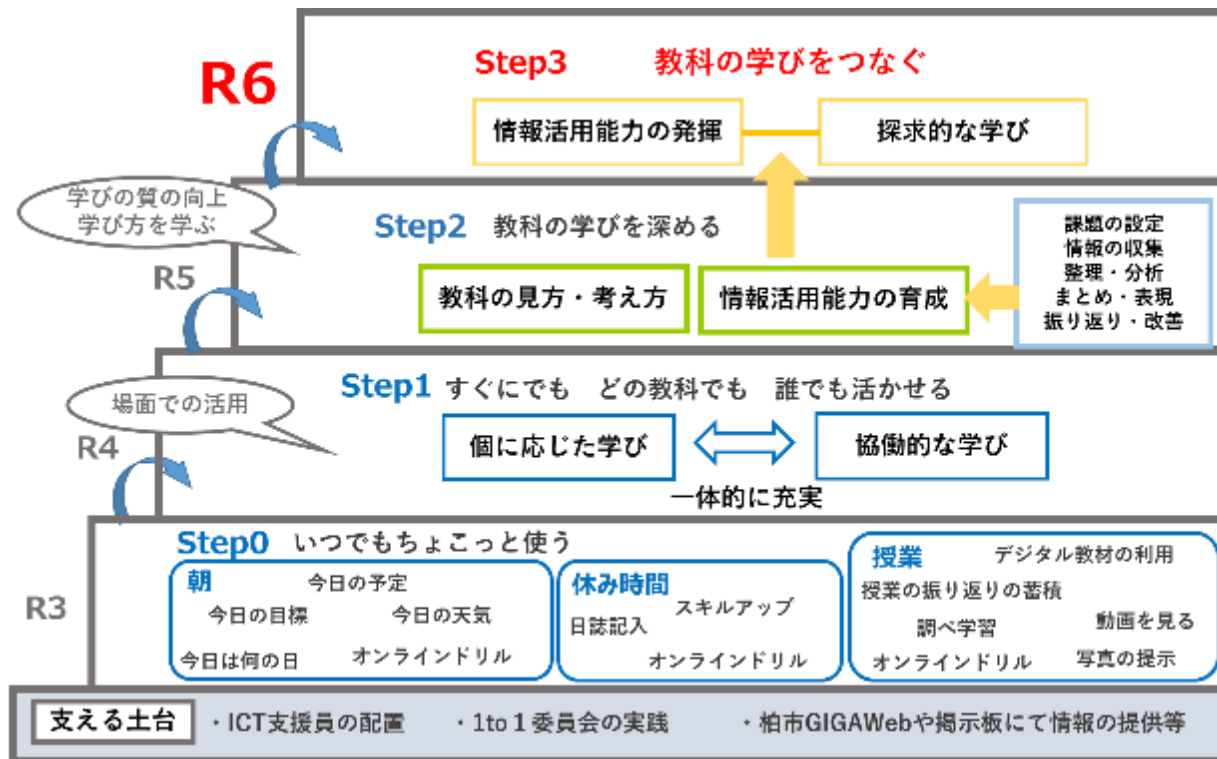 R6
Step3 教科の学びをつなぐ
情報活用能力の発揮
探求的な学び
学びの質の向上
学び方を学ぶ
R5
Step2 教科の学びを深める
教科の見方・考え方
情報活用能力の育成
課題の設定
情報の収集
整理・分析
まとめ・表現
振り返り・改善
場面での活用
R4
Step1 すぐにでも どの教科でも 誰でも活かせる
個に応じた学び
協働的な学び
一体的に充実
R3
Step0 いつでもちょこっと使う
朝
今日の予定
今日の目標
今日の天気
今日は何の日
オンラインドリル
休み時間
スキルアップ
日誌記入
オンラインドリル
授業
デジタル教材の利用
授業の振り返りの蓄積
調べ学習
動画を見る
オンラインドリル
写真の提示
支える土台
・ICT支援員の配置
・1to1委員会の実践
・柏市GIGAWebや掲示板にて情報の提供等